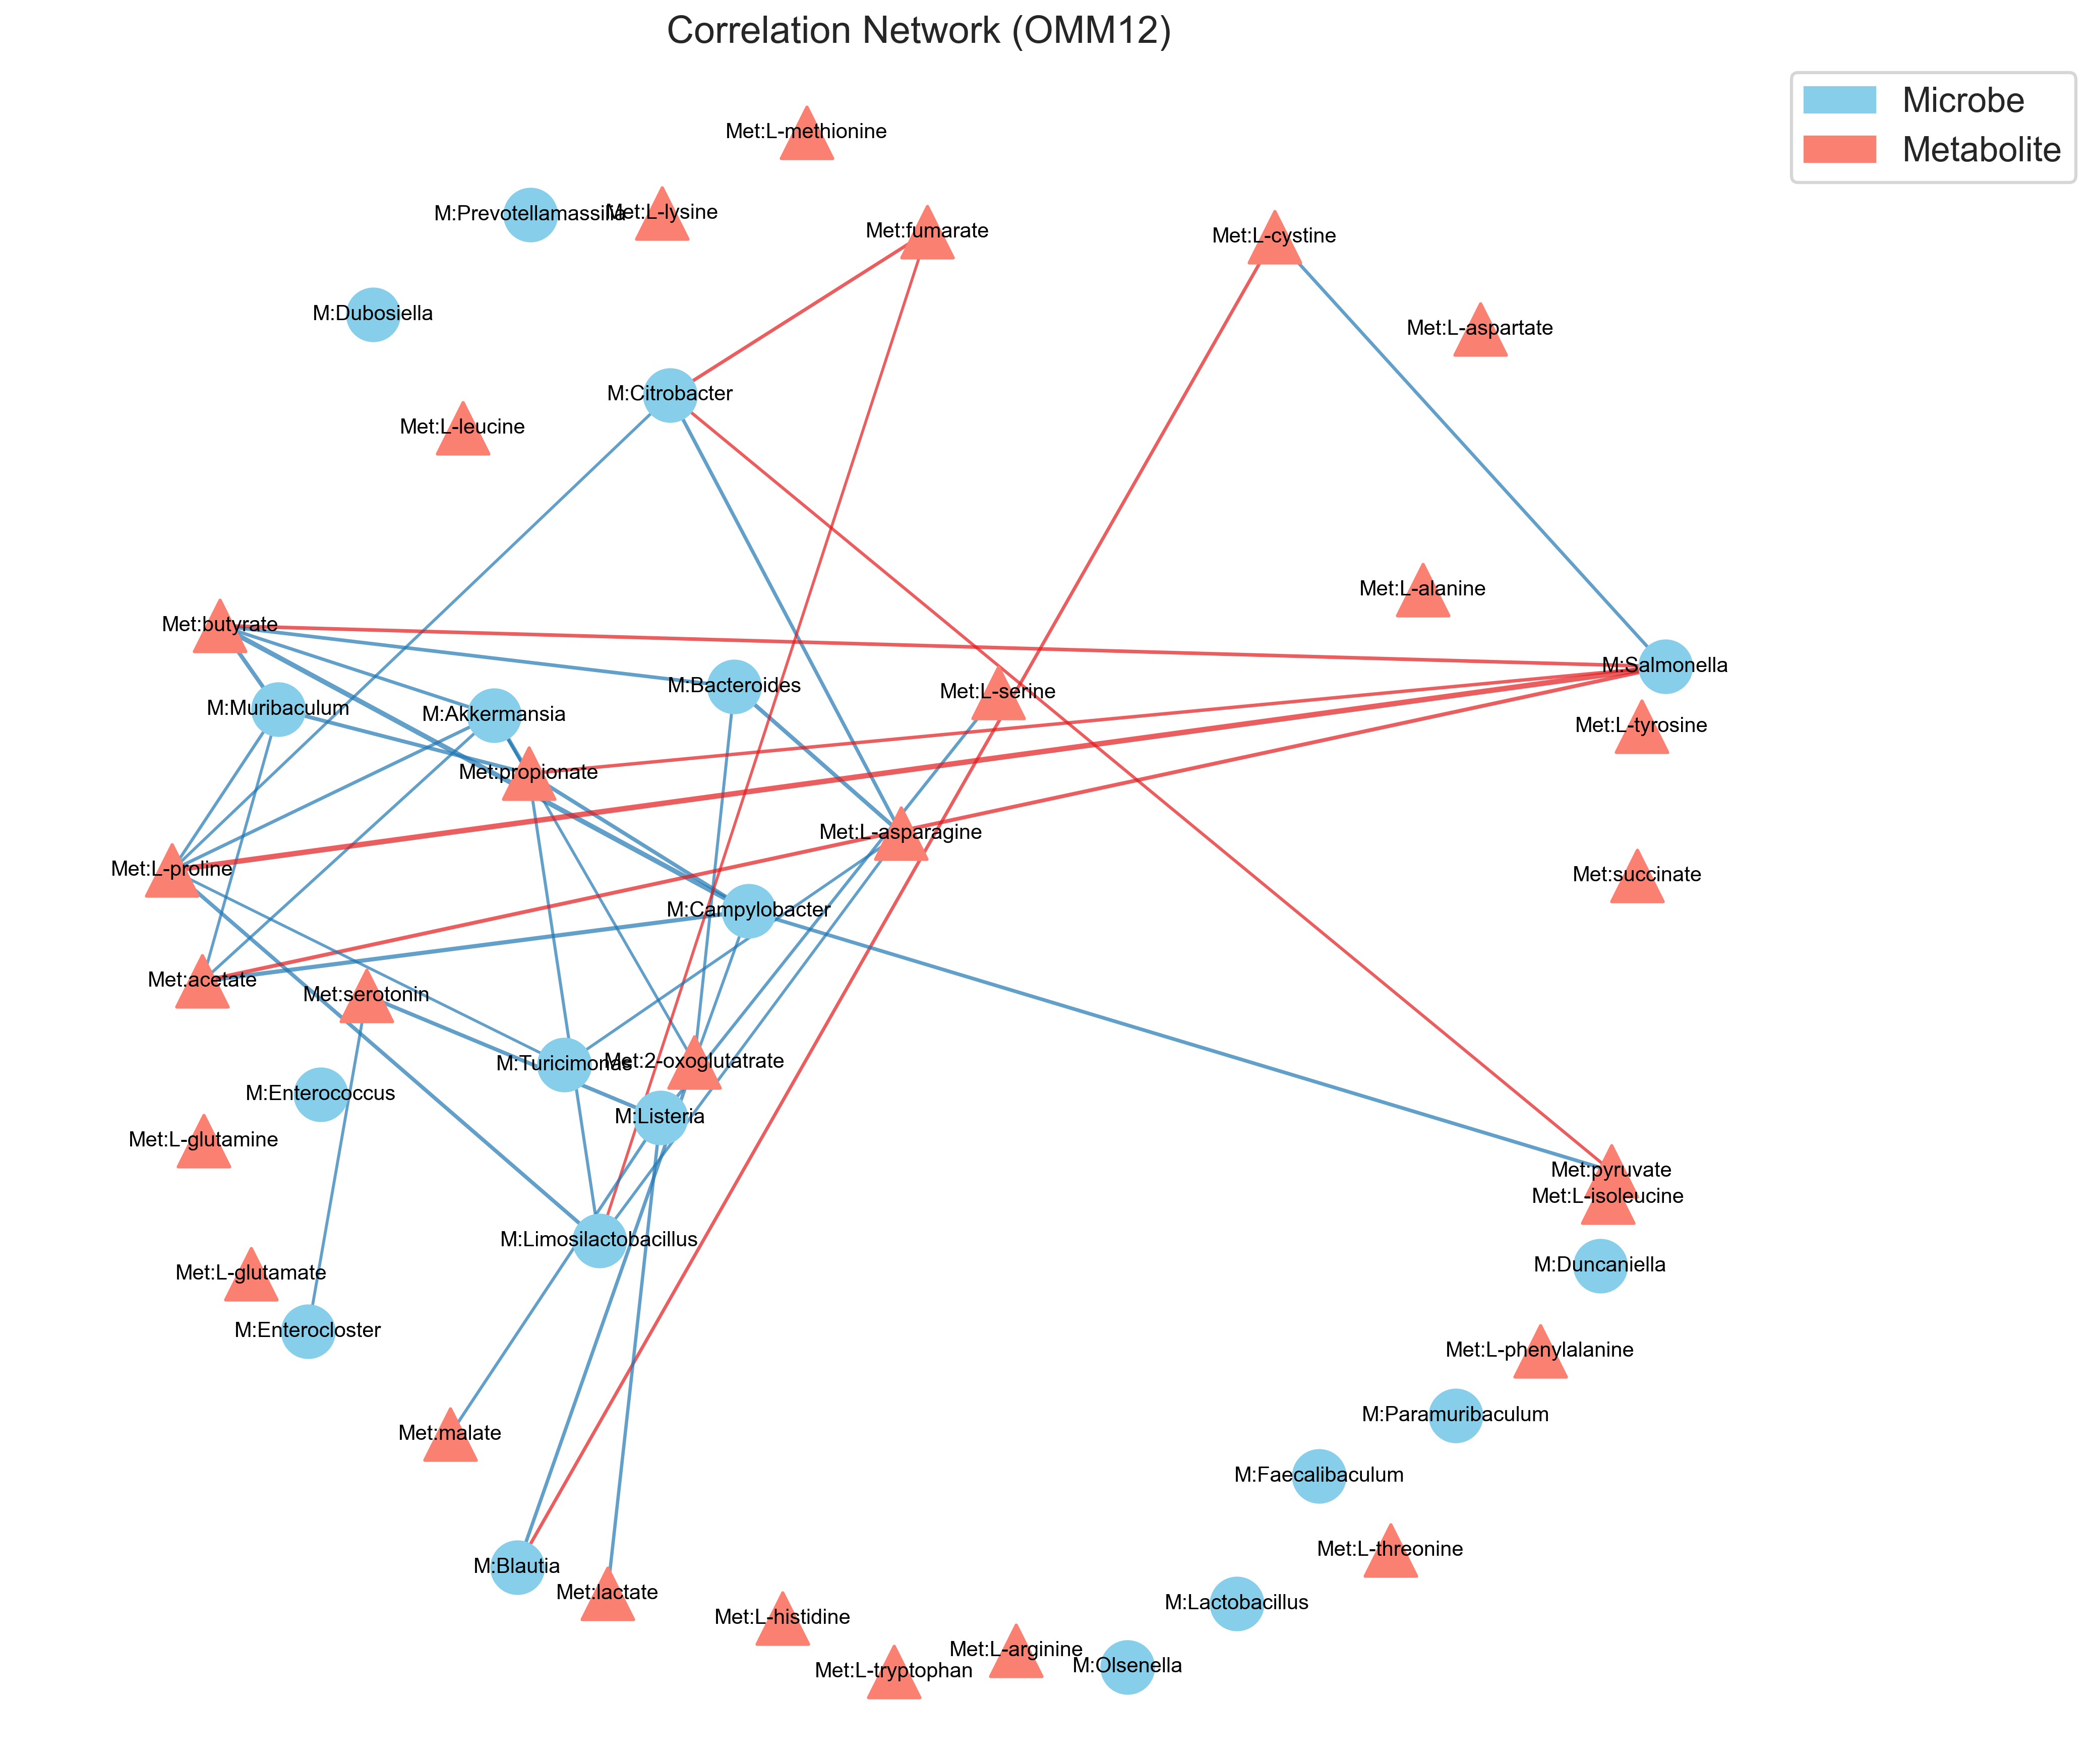 Correlation Network (OMM12)
Microbe
Metabolite
Met:L-methionine
M:Prevotellamassilia
Met:L-lysine
Met:fumarate
Met:L-cystine
M:Dubosiella
Met:L-aspartate
M:Citrobacter
Met:L-leucine
Met:L-alanine
Met:butyrate
M:Salmonella
M:Bacteroides
Met:L-serine
M:Muribaculum
M:Akkermansia
Met:L-tyrosine
Met:propionate
Met:L-asparagine
Met:L-proline
Met:succinate
M:Campylobacter
Met:acetate
Met:serotonin
M:Turicimonas
Met:2-oxoglutatrate
M:Enterococcus
M:Listeria
Met:L-glutamine
Met:pyruvate
Met:L-isoleucine
M:Limosilactobacillus
M:Duncaniella
Met:L-glutamate
M:Enterocloster
Met:L-phenylalanine
M:Paramuribaculum
Met:malate
M:Faecalibaculum
Met:L-threonine
M:Blautia
Met:lactate
M:Lactobacillus
Met:L-histidine
Met:L-arginine
M:Olsenella
Met:L-tryptophan